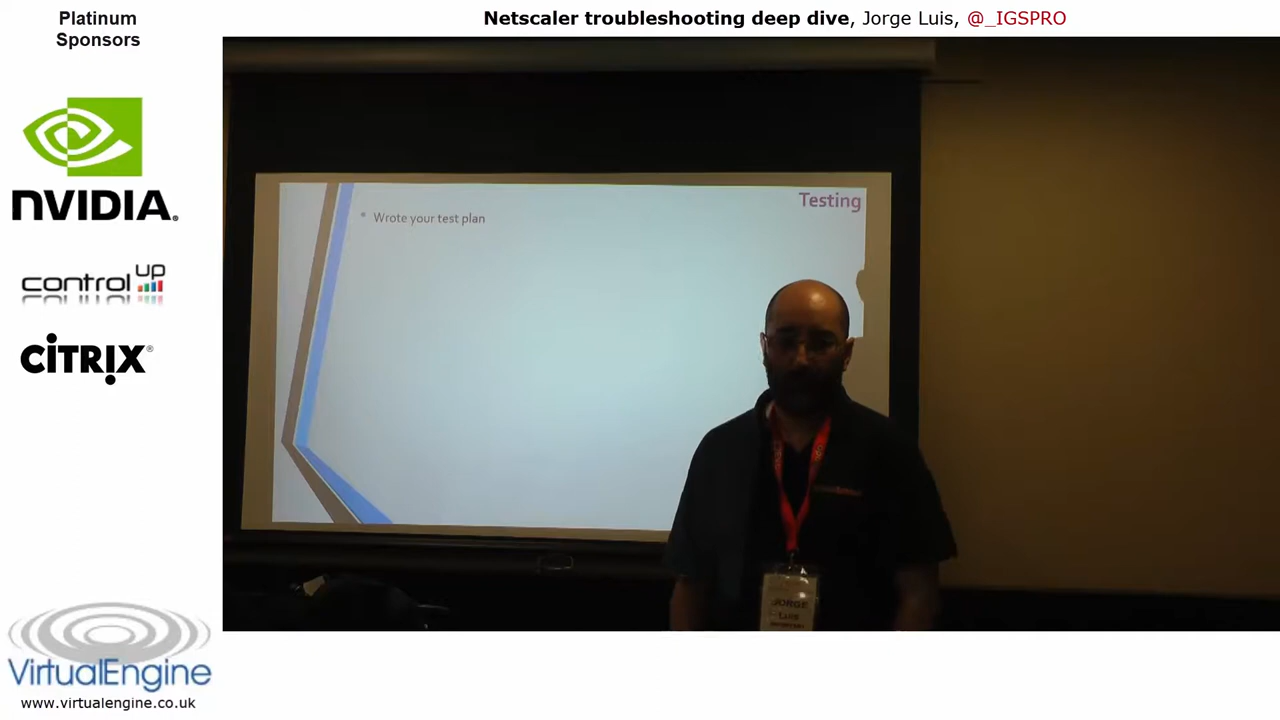 Platinum
Sponsors
Netscaler troubleshooting deep dive, Jorge Luis, @_IGSPRO
NVIDIA.
control up
CITRIX®
VirtualEngine
www.virtualengine.co.uk
Testing
• Wrote your test plan
JORGE
LUIS